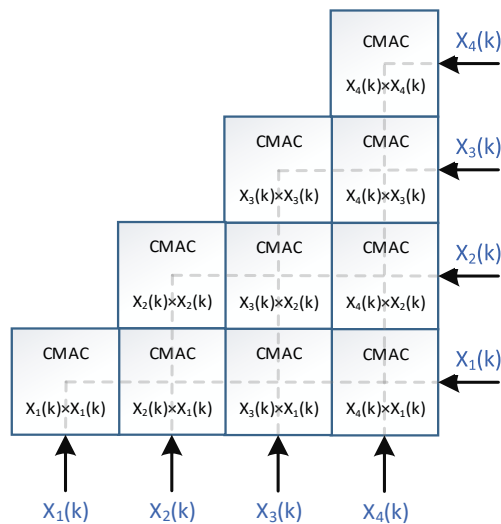 CMAC
X₄(k)
X₄(k)×X₄(k)
CMAC CMAC
X₃(k)
X₃(k)×X₃(k) X₄(k)×X₃(k)
CMAC CMAC CMAC
X₂(k)
X₂(k)×X₂(k) X₃(k)×X₂(k) X₄(k)×X₂(k)
CMAC CMAC CMAC CMAC
X₁(k)
X₁(k)×X₁(k) X₂(k)×X₁(k) X₃(k)×X₁(k) X₄(k)×X₁(k)
X₁(k) X₂(k) X₃(k) X₄(k)